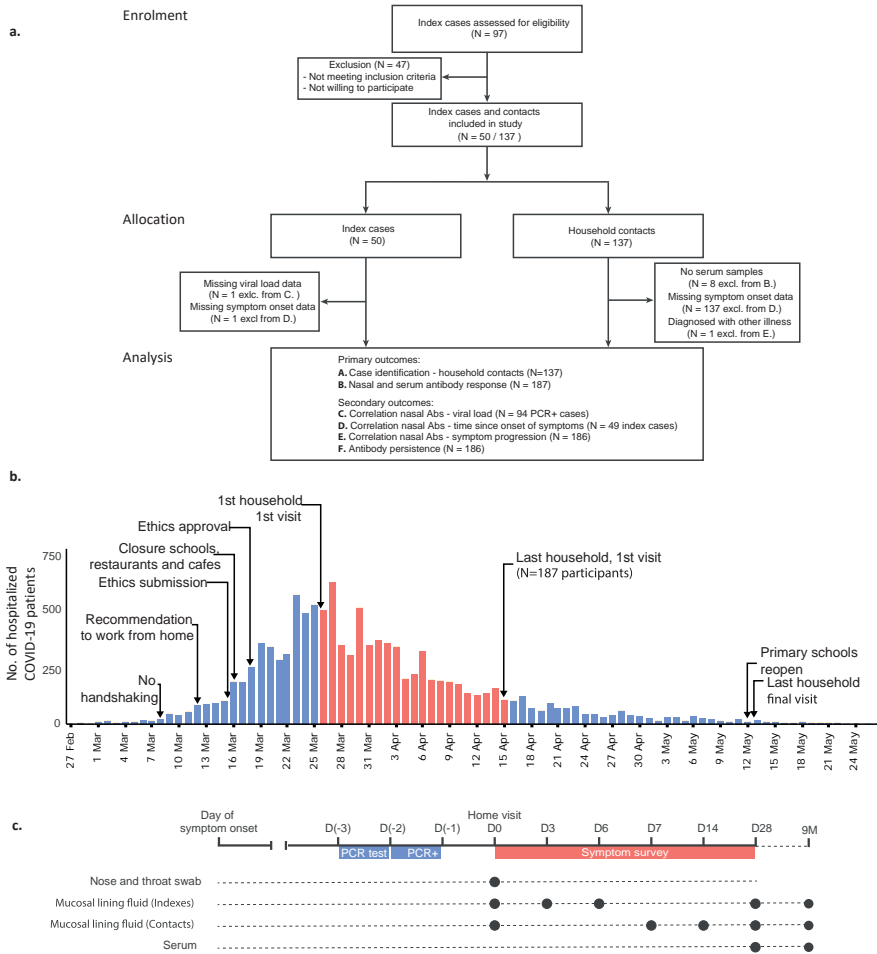 a.
Enrolment
Index cases assessed for eligibility
(N = 97)
Exclusion (N = 47)
- Not meeting inclusion criteria
- Not willing to participate
Index cases and contacts
included in study
(N = 50 / 137 )
Allocation
Index cases
(N = 50)
Household contacts
(N = 137)
Missing viral load data
(N = 1 exlc. from C. )
Missing symptom onset data
(N = 1 excl from D.)
No serum samples
(N = 8 excl. from B.)
Missing symptom onset data
(N = 137 excl. from D.)
Diagnosed with other illness
(N = 1 excl. from E.)
Analysis
Primary outcomes:
A. Case identification - household contacts (N=137)
B. Nasal and serum antibody response (N = 187)
Secondary outcomes:
C. Correlation nasal Abs - viral load (N = 94 PCR+ cases)
D. Correlation nasal Abs - time since onset of symptoms (N = 49 index cases)
E. Correlation nasal Abs - symptom progression (N = 186)
F. Antibody persistence (N = 186)
b.
1st household
1st visit
Ethics approval
Closure schools,
restaurants and cafes
Ethics submission
Recommendation
to work from home
No
handshaking
Last household, 1st visit
(N=187 participants)
Primary schools
reopen
Last household
final visit
No. of hospitalized
COVID-19 patients
750
500
250
0
27 Feb
1 Mar
4 Mar
7 Mar
10 Mar
13 Mar
16 Mar
19 Mar
22 Mar
25 Mar
28 Mar
31 Mar
3 Apr
6 Apr
9 Apr
12 Apr
15 Apr
18 Apr
21 Apr
24 Apr
27 Apr
30 Apr
3 May
6 May
9 May
12 May
15 May
18 May
21 May
24 May
c.
Day of
symptom onset
Home visit
D(-3) D(-2) D(-1) D0 D3 D6 D7 D14 D28 9M
PCR test PCR+ Symptom survey
Nose and throat swab
Mucosal lining fluid (Indexes)
Mucosal lining fluid (Contacts)
Serum